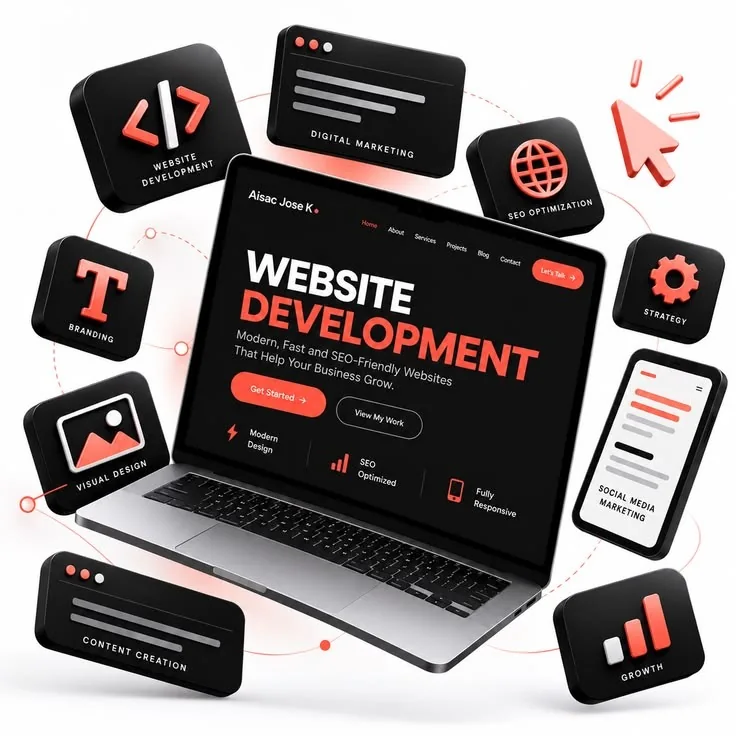 WEBSITE
DEVELOPMENT
DIGITAL MARKETING
SEO OPTIMIZATION
BRANDING
STRATEGY
Aisac Jose K.
Home About Services Projects Blog Contact Let's Talk →
WEBSITE
DEVELOPMENT
Modern, Fast and SEO-Friendly Websites
That Help Your Business Grow.
Get Started →
View My Work
Modern
Design
SEO
Optimized
Fully
Responsive
VISUAL DESIGN
SOCIAL MEDIA
MARKETING
CONTENT CREATION
GROWTH